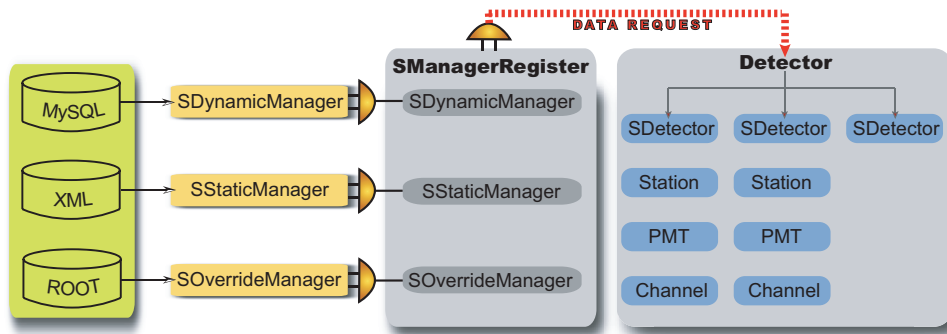 DATA REQUEST
SManagerRegister
Detector
MySQL
SDynamicManager
SDynamicManager
SDetector
SDetector
SDetector
XML
SStaticManager
SStaticManager
Station
Station
PMT
PMT
ROOT
SOverrideManager
SOverrideManager
Channel
Channel